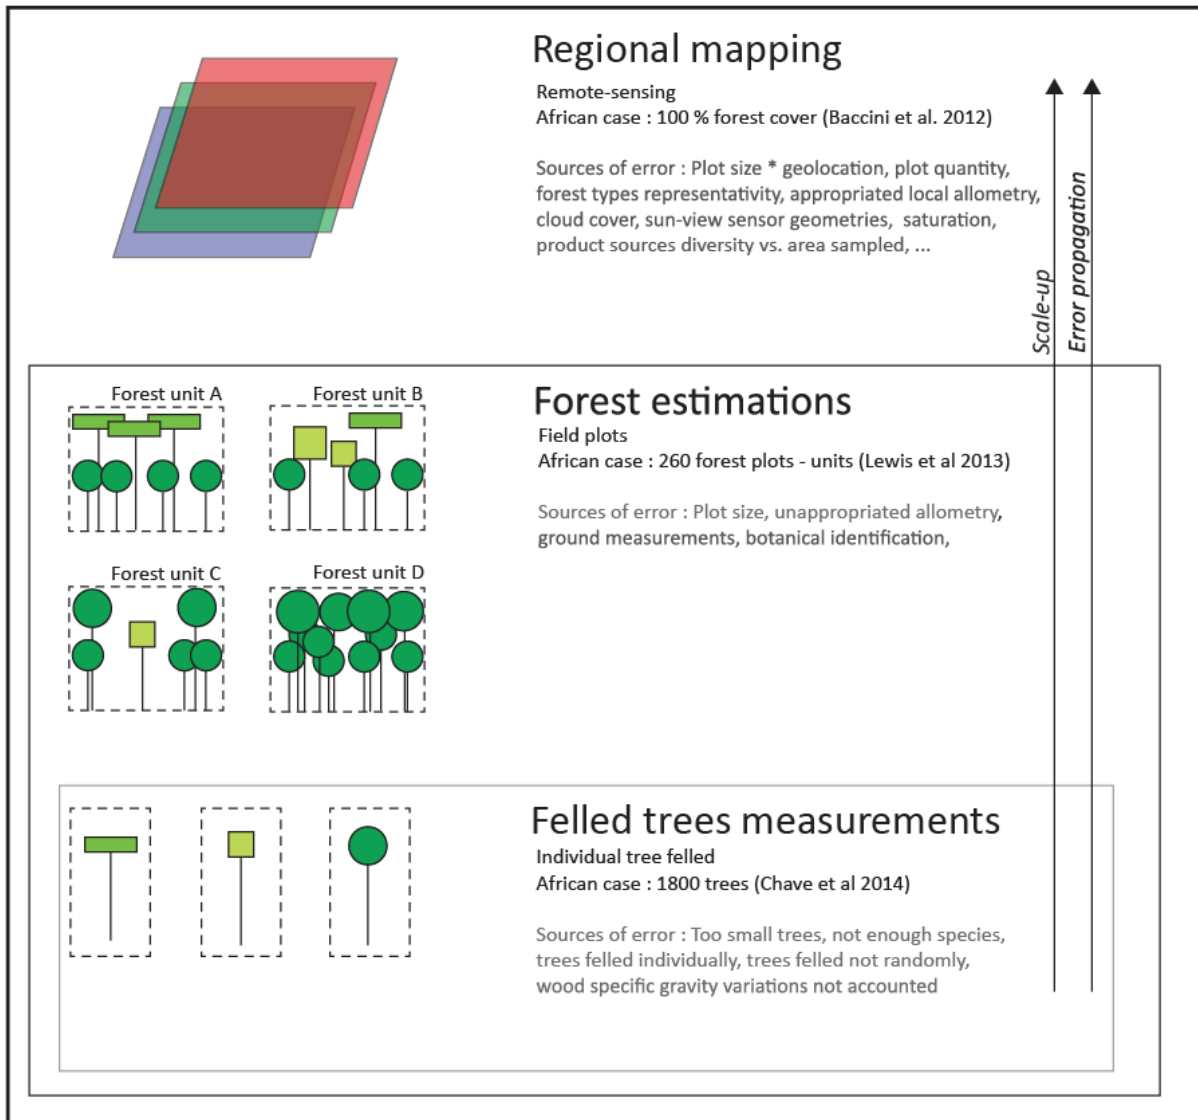 Regional mapping
Remote-sensing
African case : 100 % forest cover (Baccini et al. 2012)
Sources of error : Plot size * geolocation, plot quantity,
forest types representativity, appropriated local allometry,
cloud cover, sun-view sensor geometries, saturation,
product sources diversity vs. area sampled, ...
Scale-up
Error propagation
Forest unit A
Forest unit B
Forest unit C
Forest unit D
Forest estimations
Field plots
African case : 260 forest plots - units (Lewis et al 2013)
Sources of error : Plot size, unappropriated allometry,
ground measurements, botanical identification,
Felled trees measurements
Individual tree felled
African case : 1800 trees (Chave et al 2014)
Sources of error : Too small trees, not enough species,
trees felled individually, trees felled not randomly,
wood specific gravity variations not accounted